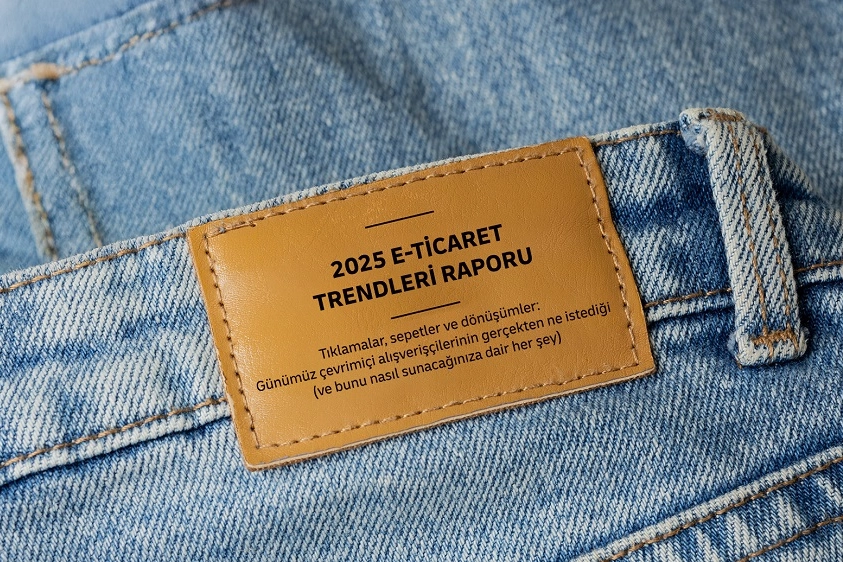 2025 E-TİCARET
TRENDLERİ RAPORU
Tıklamalar, sepetler ve dönüşümler:
Günümüz çevrimiçi alışverişçilerinin gerçekten ne istediği
(ve bunu nasıl sunacağınıza dair her şey)